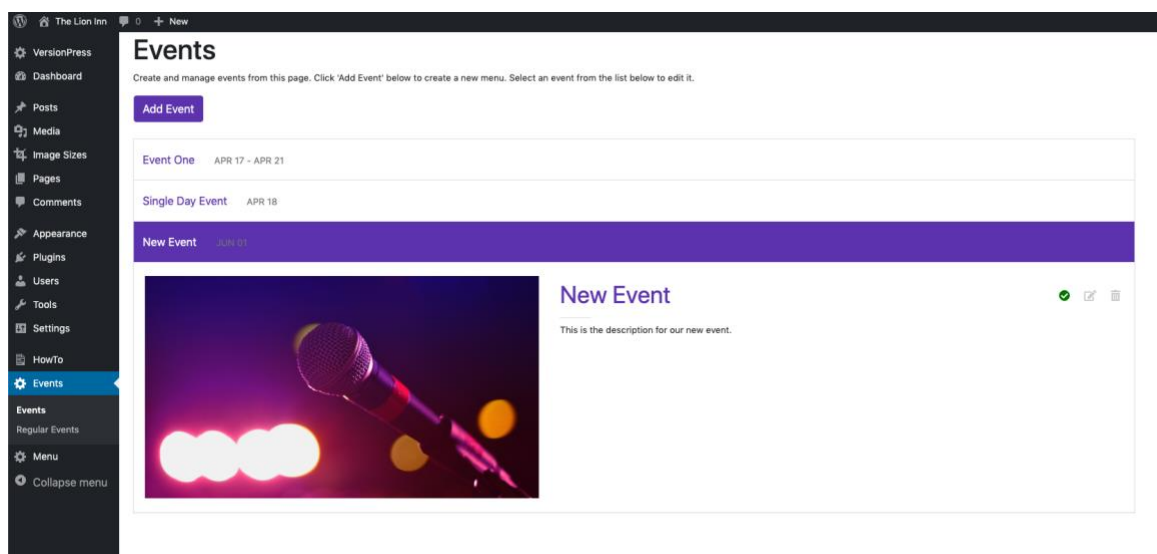 The Lion Inn 0 + New
VersionPress
Dashboard
Posts
Media
Image Sizes
Pages
Comments
Appearance
Plugins
Users
Tools
Settings
HowTo
Events
Events
Regular Events
Menu
Collapse menu
Events
Create and manage events from this page. Click 'Add Event' below to create a new menu. Select an event from the list below to edit it.
Add Event
Event One APR 17 - APR 21
Single Day Event APR 18
New Event JUN 01
New Event
This is the description for our new event.